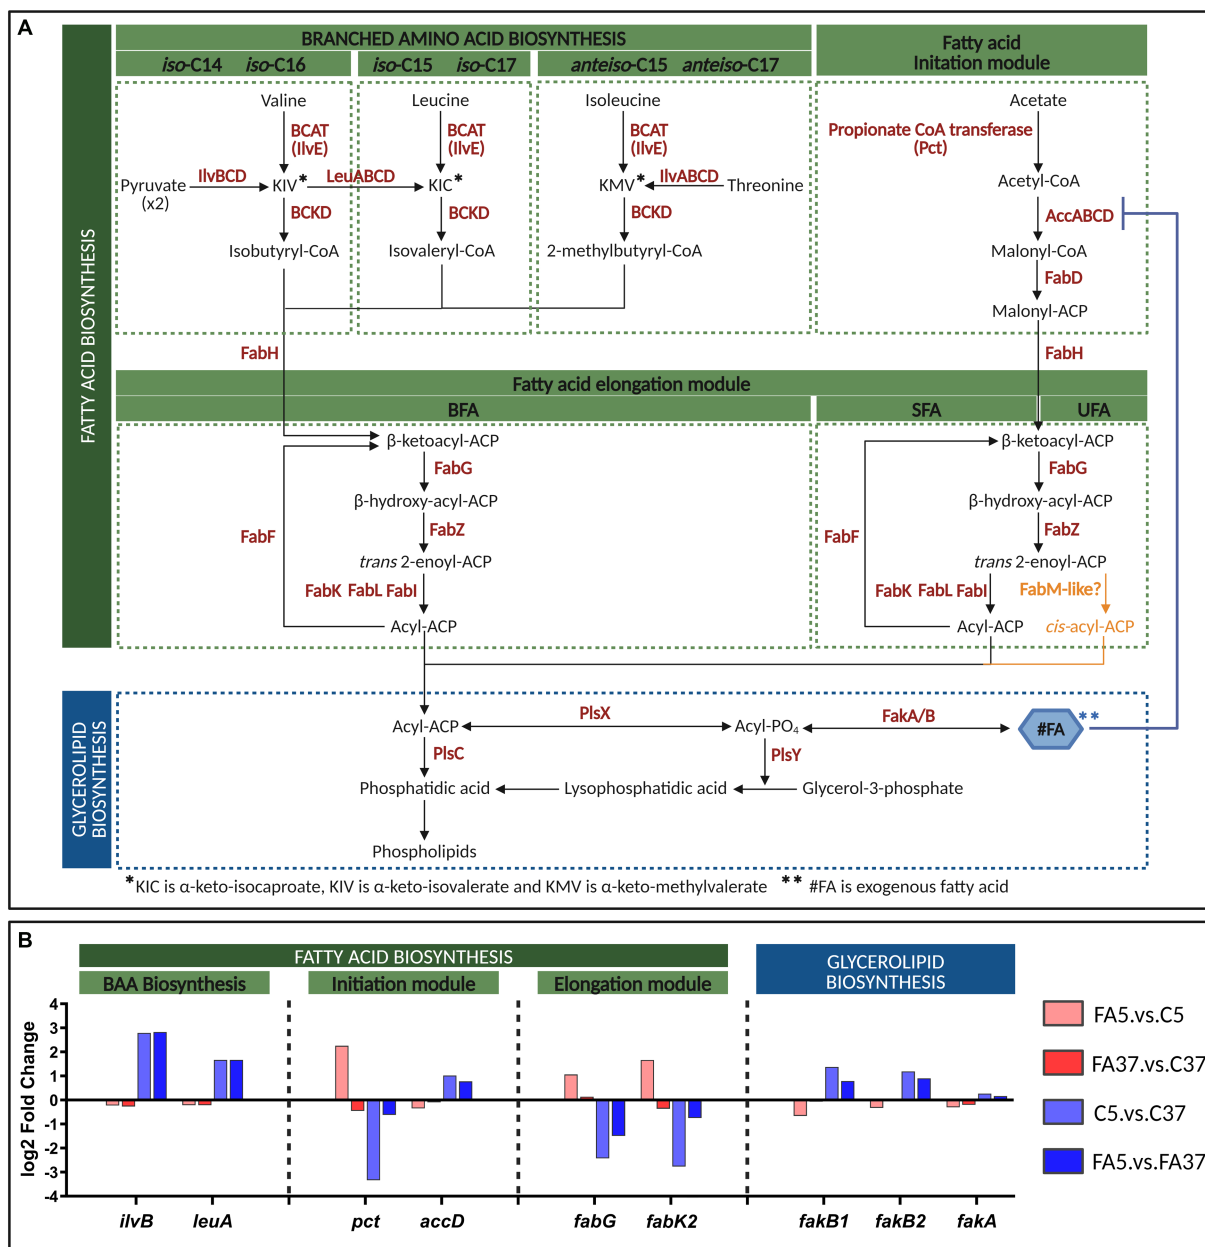 A
FATTY ACID BIOSYNTHESIS
BRANCHED AMINO ACID BIOSYNTHESIS
iso-C14 iso-C16
iso-C15 iso-C17
anteiso-C15 anteiso-C17
Fatty acid
Initation module
Valine
BCAT
(IlvE)
Pyruvate
(x2)
IlvBCD
KIV*
LeuABCD
BCKD
Isobutyryl-CoA
Leucine
BCAT
(IlvE)
KIC*
BCKD
Isovaleryl-CoA
Isoleucine
BCAT
(IlvE)
KMV*
IlvABCD
Threonine
BCKD
2-methylbutyryl-CoA
Acetate
Propionate CoA transferase
(Pct)
Acetyl-CoA
AccABCD
Malonyl-CoA
FabD
Malonyl-ACP
FabH
FabH
Fatty acid elongation module
BFA
SFA
UFA
β-ketoacyl-ACP
FabG
β-hydroxy-acyl-ACP
FabF
FabZ
trans 2-enoyl-ACP
FabK FabL FabI
Acyl-ACP
β-ketoacyl-ACP
FabG
β-hydroxy-acyl-ACP
FabF
FabZ
trans 2-enoyl-ACP
FabK FabL FabI
FabM-like?
Acyl-ACP
cis-acyl-ACP
GLYCEROLIPID
BIOSYNTHESIS
Acyl-ACP
PlsX
Acyl-PO4
FakA/B
#FA
**
PlsC
PlsY
Phosphatidic acid
Lysophosphatidic acid
Glycerol-3-phosphate
Phospholipids
*KIC is α-keto-isocaproate, KIV is α-keto-isovalerate and KMV is α-keto-methylvalerate ** #FA is exogenous fatty acid
B
FATTY ACID BIOSYNTHESIS
GLYCEROLIPID
BIOSYNTHESIS
BAA Biosynthesis
Initiation module
Elongation module
log2 Fold Change
4
3
2
1
0
-1
-2
-3
-4
ilvB
leuA
pct
accD
fabG
fabK2
fakB1
fakB2
fakA
FA5.vs.C5
FA37.vs.C37
C5.vs.C37
FA5.vs.FA37